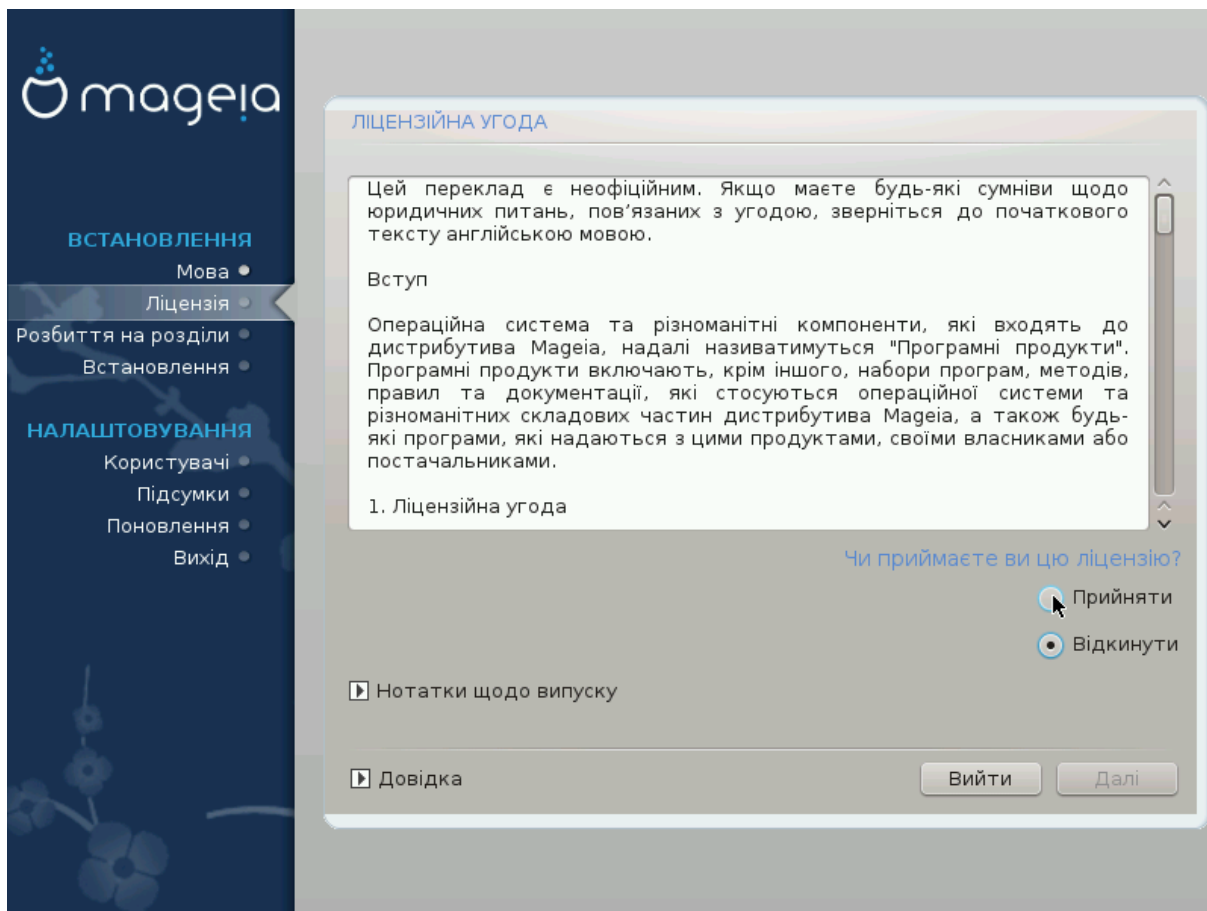 mageia
ВСТАНОВЛЕННЯ
Мова
Ліцензія
Розбиття на розділи
Встановлення
НАЛАШТОВУВАННЯ
Користувачі
Підсумки
Поновлення
Вихід
ЛІЦЕНЗІЙНА УГОДА
Цей переклад є неофіційним. Якщо маєте будь-які сумніви щодо
юридичних питань, пов’язаних з угодою, зверніться до початкового
тексту англійською мовою.
Вступ
Операційна система та різноманітні компоненти, які входять до
дистрибутива Mageia, надалі називатимуться "Програмні продукти".
Програмні продукти включають, крім іншого, набори програм, методів,
правил та документації, які стосуються операційної системи та
різноманітних складових частин дистрибутива Mageia, а також будь-
які програми, які надаються з цими продуктами, своїми власниками або
постачальниками.
1. Ліцензійна угода
Чи приймаєте ви цю ліцензію?
Прийняти
Відкинути
Нотатки щодо випуску
Довідка
Вийти
Далі